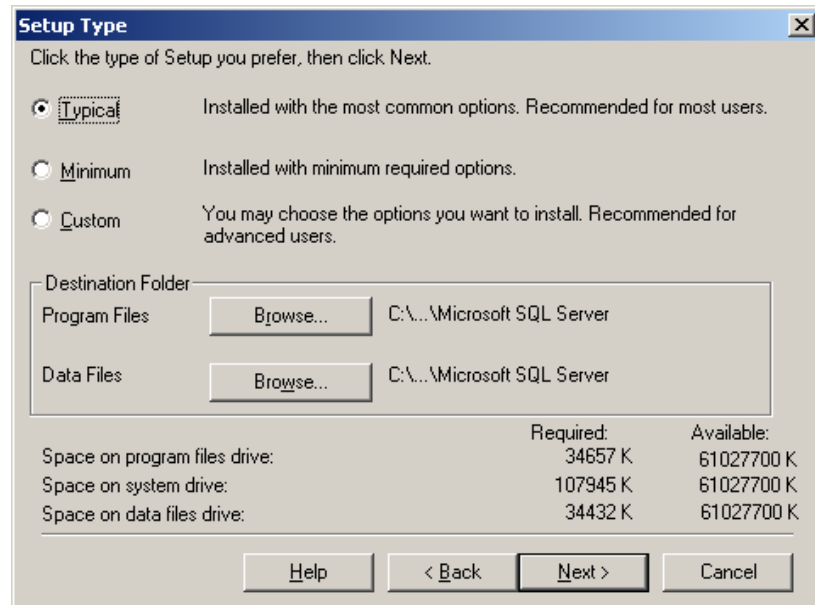 Setup Type
Click the type of Setup you prefer, then click Next.
Typical Installed with the most common options. Recommended for most users.
Minimum Installed with minimum required options.
Custom You may choose the options you want to install. Recommended for
advanced users.
Destination Folder
Program Files Browse... C:\...\Microsoft SQL Server
Data Files Browse... C:\...\Microsoft SQL Server
Required: Available:
Space on program files drive: 34657 K 61027700 K
Space on system drive: 107945 K 61027700 K
Space on data files drive: 34432 K 61027700 K
Help < Back Next > Cancel